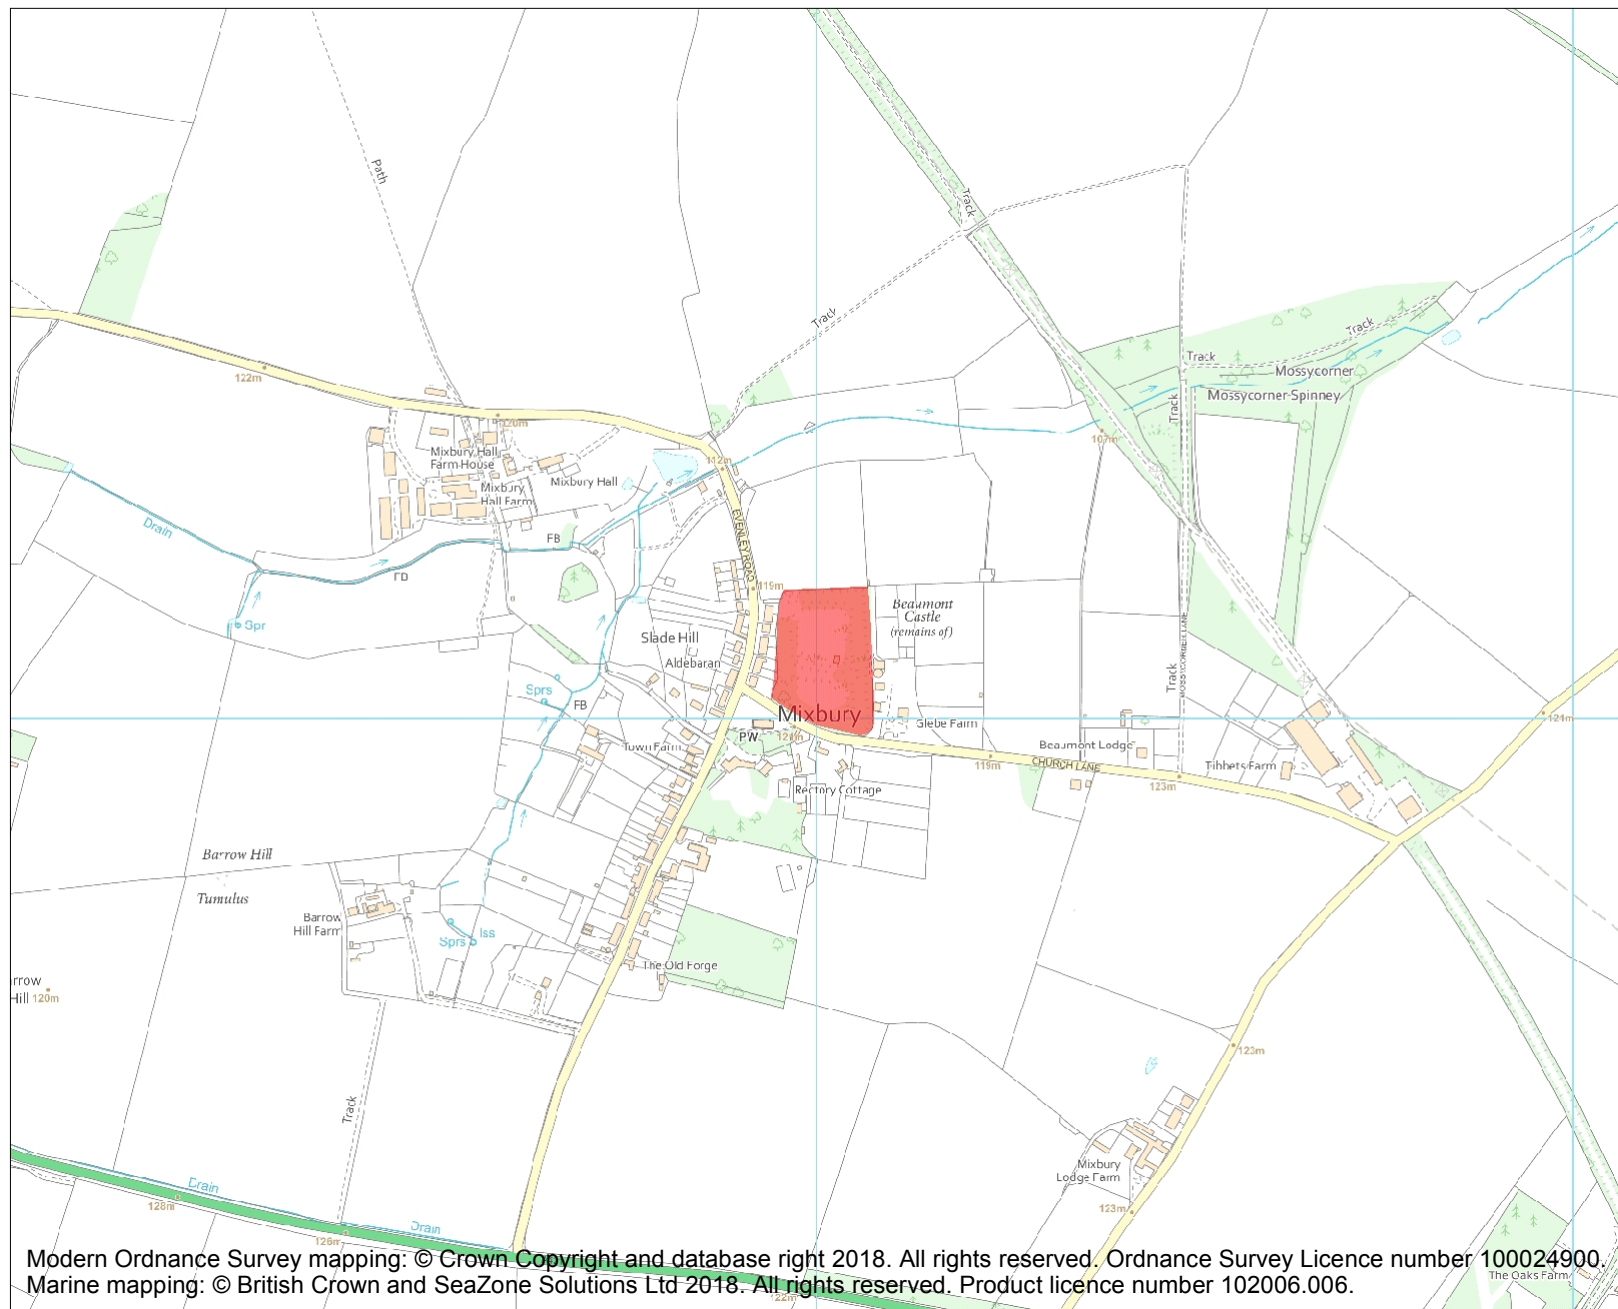 Path
Track
122m
Track
Track
Track
Mossycorner
Mossycorner Spinney
Track
120m
107m
Mixbury Hall
Farm House
112m
Mixbury Hall
Mixbury
Hall Farm
Drain
EVENLEY ROAD
FB
119m
Beaumont
Castle
(remains of)
Spr
Slade Hill
Aldebaran
Track
MOSSYCORNER LANE
Sprs
FB
Mixbury
Glebe Farm
121m
PW
Town Farm
Beaumont Lodge
119m
CHURCH LANE
Tibbets Farm
123m
Rectory Cottage
Barrow Hill
Tumulus
Barrow
Hill Farm
Iss
Sprs
The Old Forge
rrow
Hill
120m
123m
Track
Mixbury
Lodge Farm
123m
Drain
128m
Drain
126m
Modern Ordnance Survey mapping: © Crown Copyright and database right 2018. All rights reserved. Ordnance Survey Licence number 100024900.
The Oaks Farm
Marine mapping: © British Crown and SeaZone Solutions Ltd 2018. All rights reserved. Product licence number 102006.006.
122m